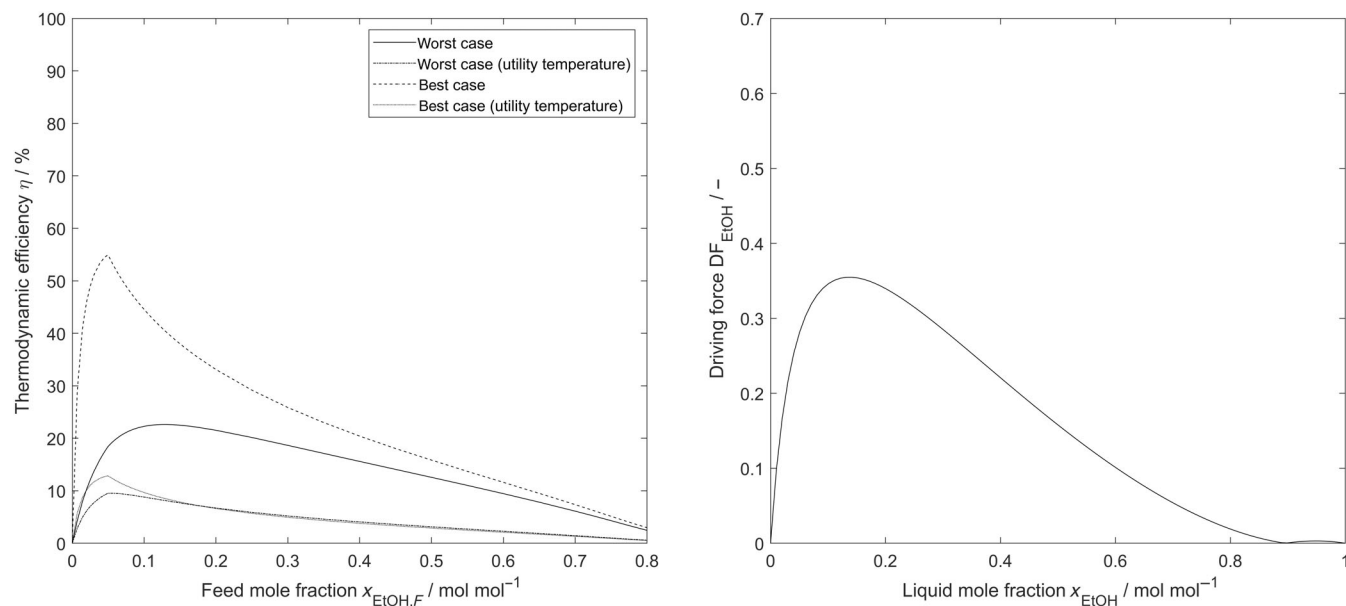 100
90
80
70
60
50
40
30
20
10
0
Thermodynamic efficiency η / %
Worst case
Worst case (utility temperature)
Best case
Best case (utility temperature)
0 0.1 0.2 0.3 0.4 0.5 0.6 0.7 0.8
Feed mole fraction x_EtOH,F / mol mol⁻¹
0.7
0.6
0.5
0.4
0.3
0.2
0.1
0
Driving force DF_EtOH / –
0 0.2 0.4 0.6 0.8 1
Liquid mole fraction x_EtOH / mol mol⁻¹